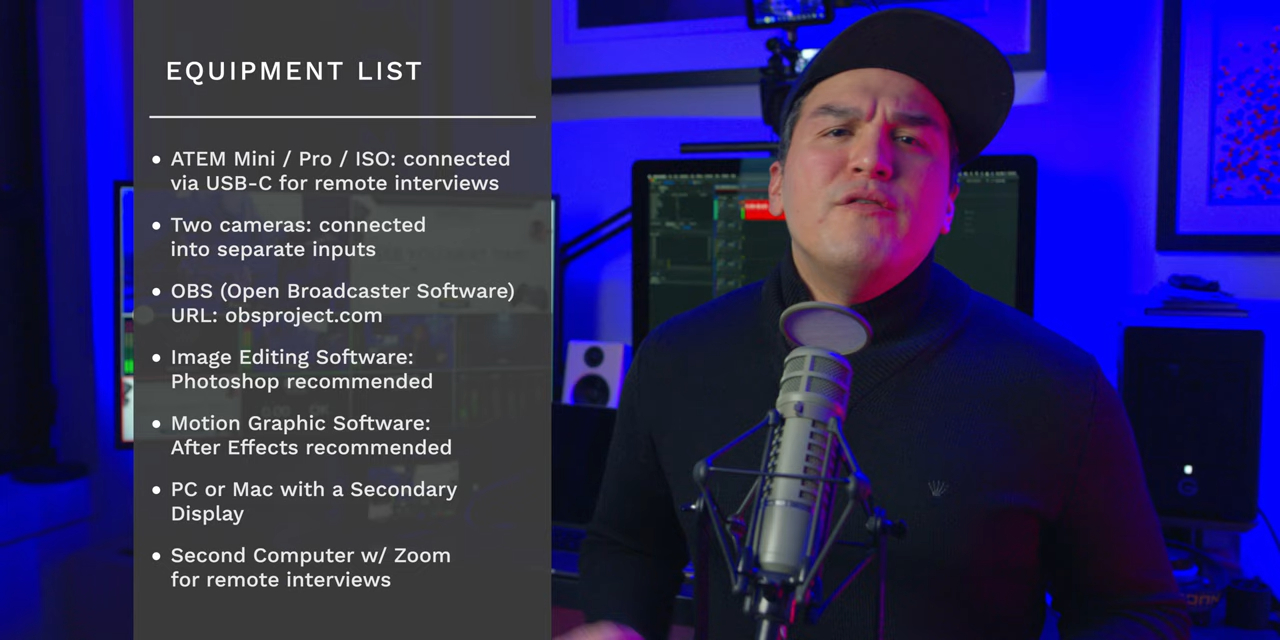 EQUIPMENT LIST
• ATEM Mini / Pro / ISO: connected
via USB-C for remote interviews
• Two cameras: connected
into separate inputs
• OBS (Open Broadcaster Software)
URL: obsproject.com
• Image Editing Software:
Photoshop recommended
• Motion Graphic Software:
After Effects recommended
• PC or Mac with a Secondary
Display
• Second Computer w/ Zoom
for remote interviews